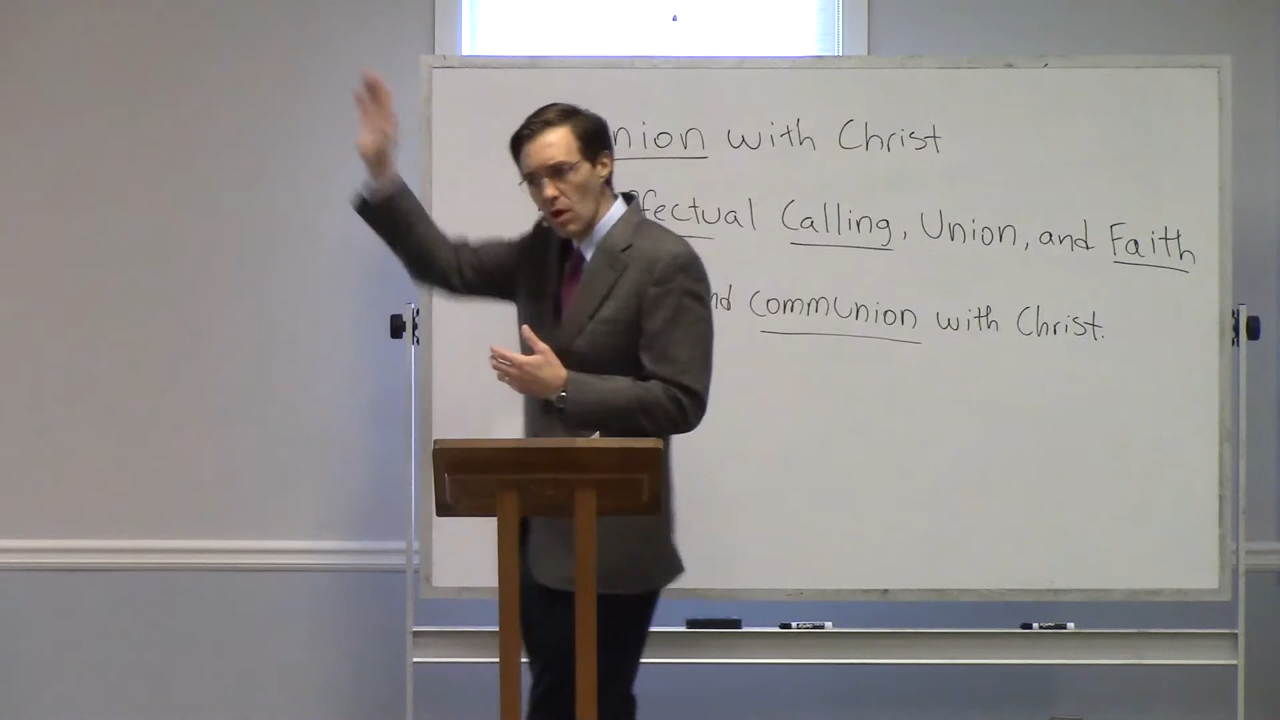 nion with Christ
fectual Calling, Union, and Faith
nd Communion with Christ.